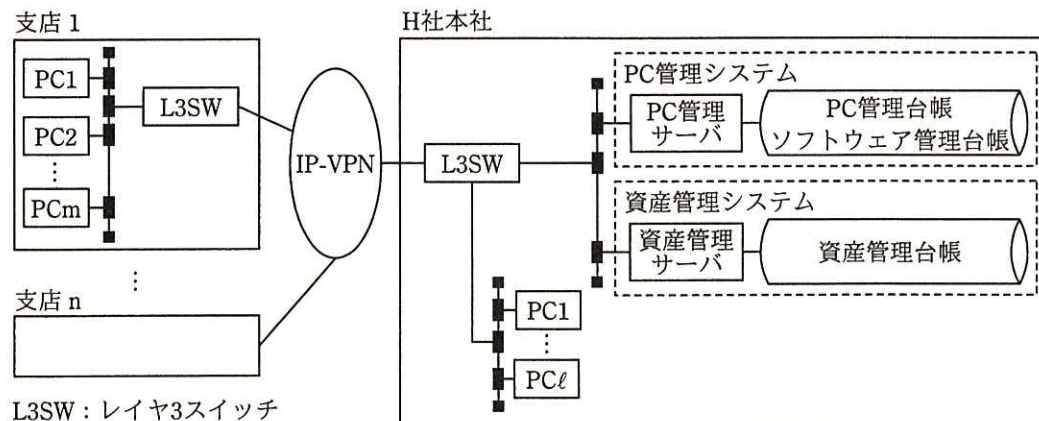 支店 1
PC1
PC2
⋮
PCm
L3SW
⋮
支店 n
L3SW：レイヤ3スイッチ
IP-VPN
H社本社
L3SW
PC1
⋮
PCℓ
PC管理システム
PC管理
サーバ
PC管理台帳
ソフトウェア管理台帳
資産管理システム
資産管理
サーバ
資産管理台帳